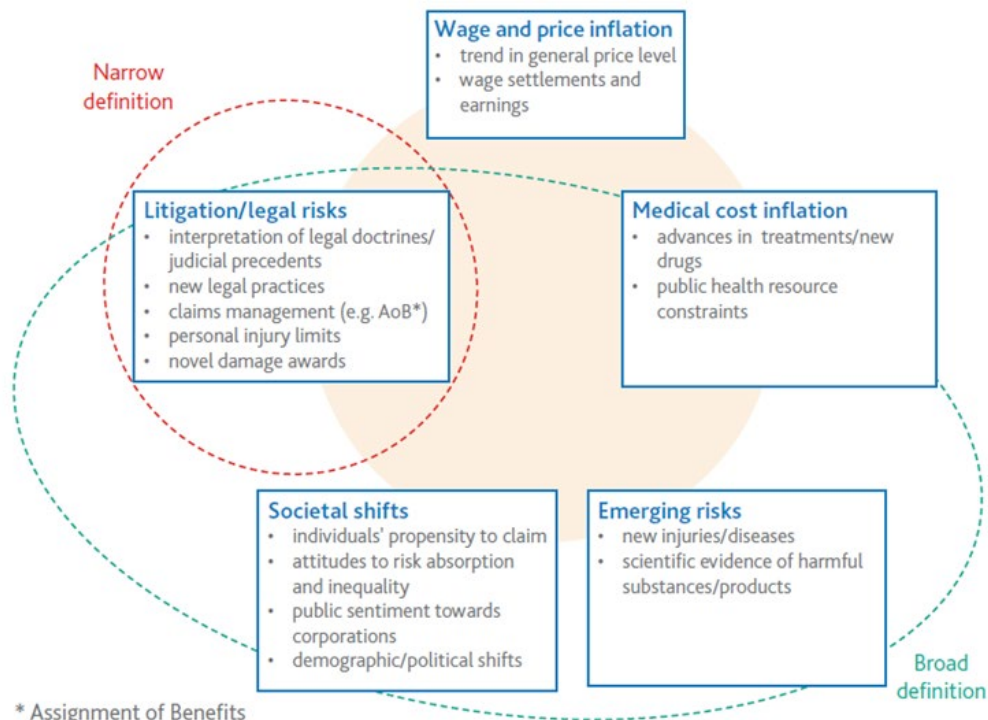 Wage and price inflation
• trend in general price level
• wage settlements and
earnings
Narrow
definition
Litigation/legal risks
• interpretation of legal doctrines/
judicial precedents
• new legal practices
• claims management (e.g. AoB*)
• personal injury limits
• novel damage awards
Medical cost inflation
• advances in treatments/new
drugs
• public health resource
constraints
Societal shifts
• individuals' propensity to claim
• attitudes to risk absorption
and inequality
• public sentiment towards
corporations
• demographic/political shifts
Emerging risks
• new injuries/diseases
• scientific evidence of harmful
substances/products
Broad
definition
* Assignment of Benefits